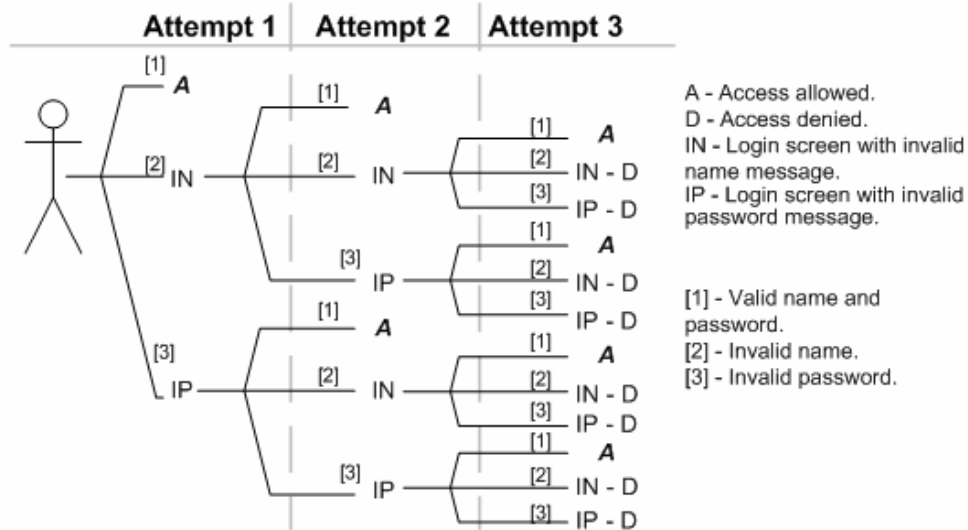 Attempt 1 Attempt 2 Attempt 3
[1] A
[1] A
[1] A
[2] IN
[2] IN
[2] IN - D
[3] IP - D
[1] A
[3] IP
[2] IN - D
[3] IP - D
[1] A
[3] IP
[1] A
[2] IN
[2] IN - D
[3] IP - D
[1] A
[3] IP
[2] IN - D
[3] IP - D
A - Access allowed.
D - Access denied.
IN - Login screen with invalid
name message.
IP - Login screen with invalid
password message.
[1] - Valid name and
password.
[2] - Invalid name.
[3] - Invalid password.